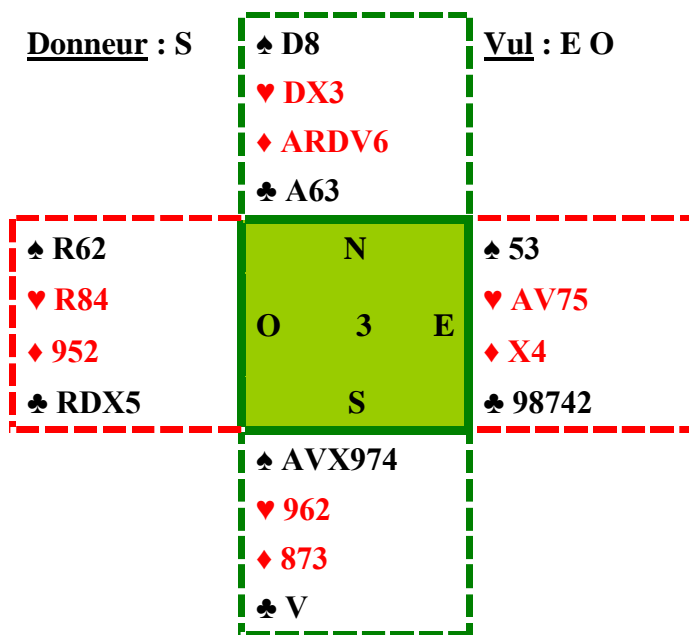 Donneur : S
♠ D8
Vul : E O
♥ DX3
♦ ARDV6
♣ A63
♠ R62
N
♠ 53
♥ R84
♥ AV75
O 3 E
♦ 952
♦ X4
♣ RDX5
S
♣ 98742
♠ AVX974
♥ 962
♦ 873
♣ V